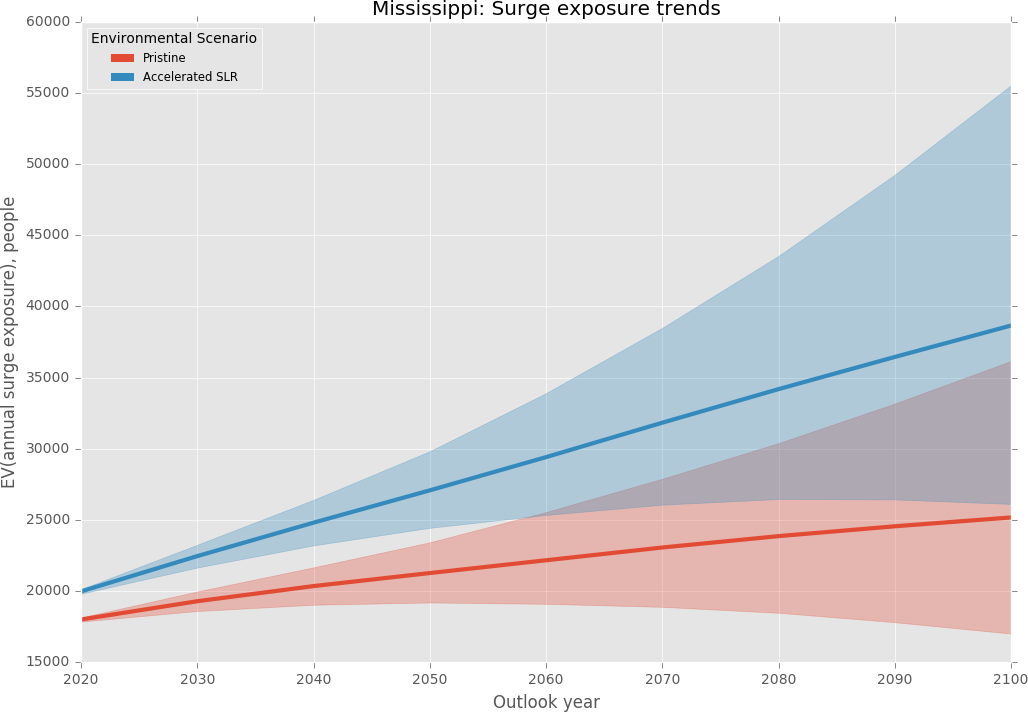 Mississippi: Surge exposure trends
60000
Environmental Scenario
Pristine
Accelerated SLR
55000
50000
45000
40000
35000
30000
25000
20000
15000
EV(annual surge exposure), people
2020 2030 2040 2050 2060 2070 2080 2090 2100
Outlook year